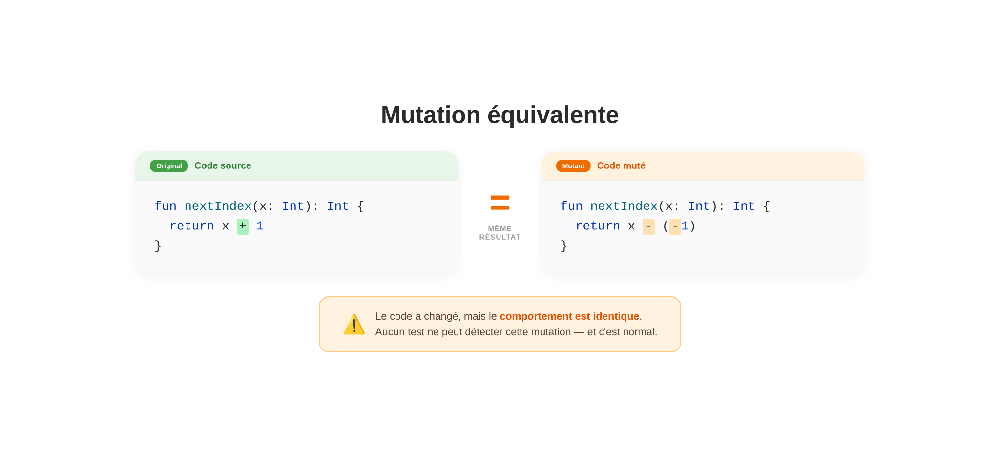 Mutation équivalente
Original Code source
fun nextIndex(x: Int): Int {
  return x + 1
}
=
MÊME
RÉSULTAT
Mutant Code muté
fun nextIndex(x: Int): Int {
  return x - (-1)
}
Le code a changé, mais le comportement est identique.
Aucun test ne peut détecter cette mutation — et c'est normal.